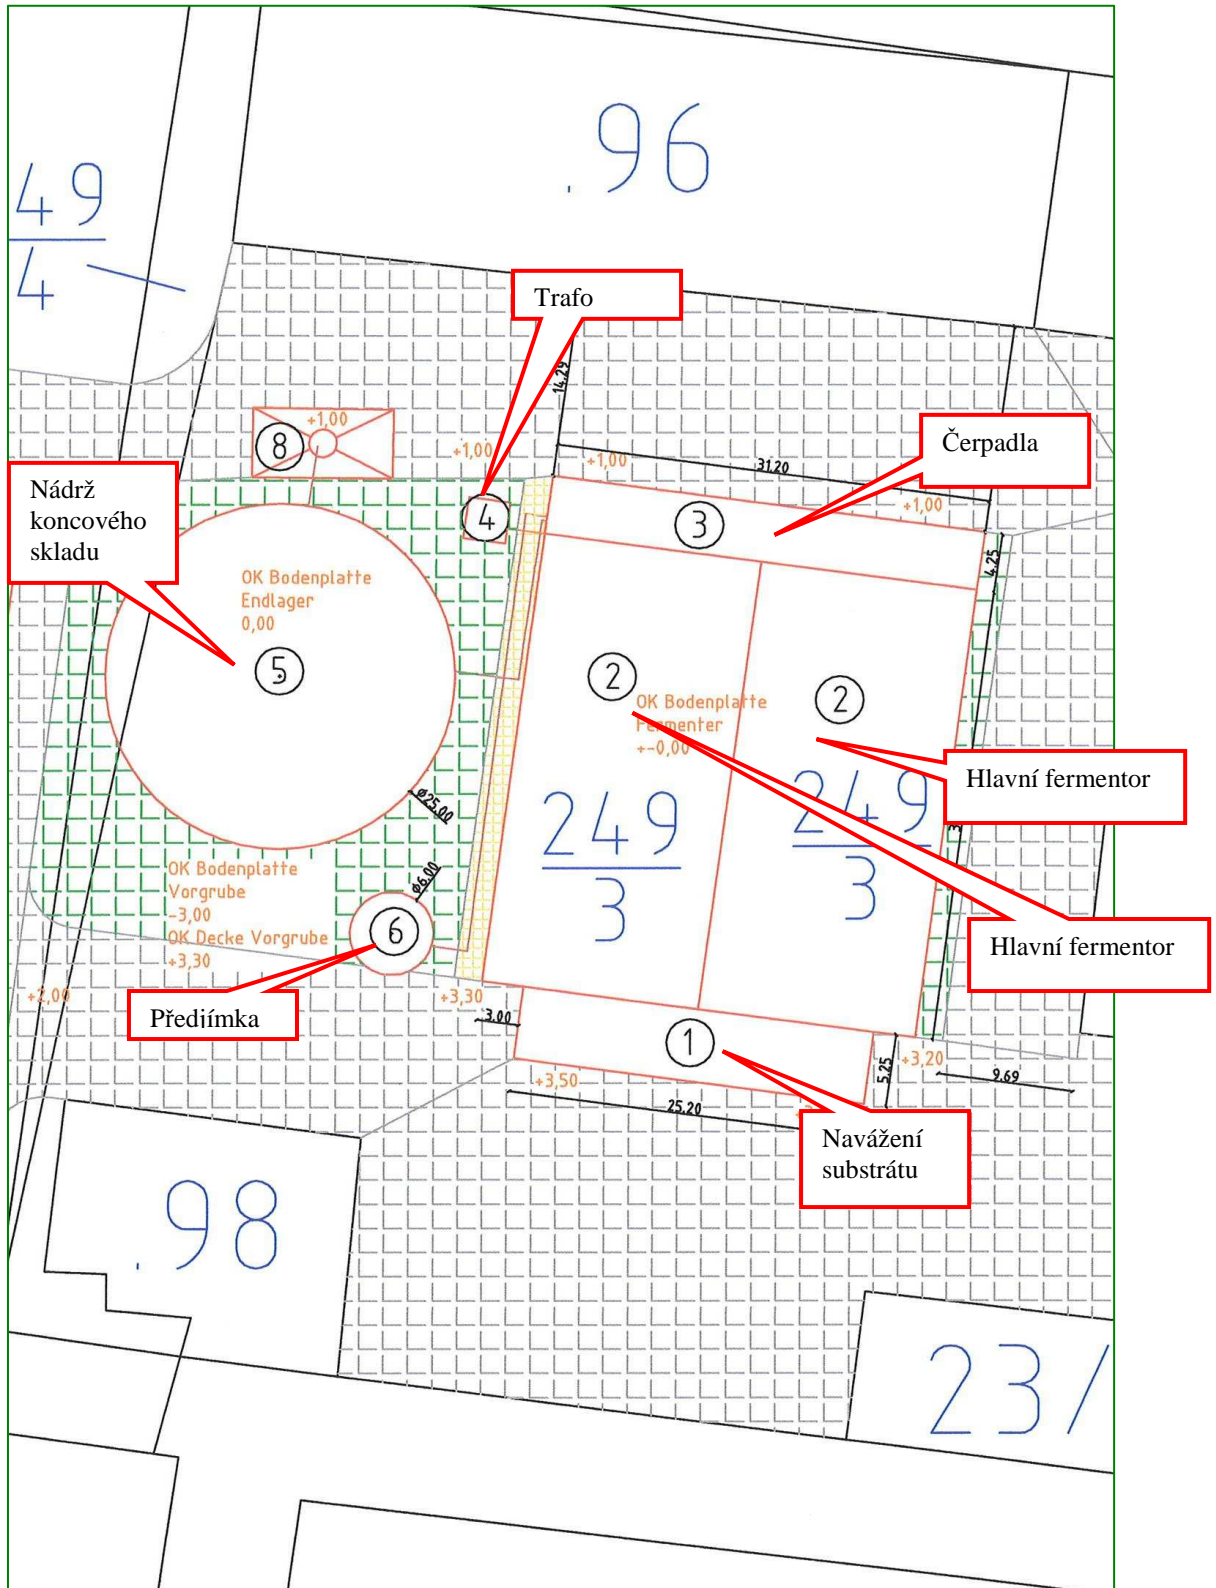 .96
49
4
Trafo
14.29
+1,00
8
+1,00
+1,00
31.20
Čerpadla
+1,00
Nádrž
koncového
skladu
4
3
4.25
OK Bodenplatte
Endlager
0,00
5
2
2
OK Bodenplatte
Fermenter
+-0,00
Hlavní fermentor
249
3
249
3
ø25.00
OK Bodenplatte
Vorgrube
-3,00
OK Decke Vorgrube
+3,30
ø6.00
6
Hlavní fermentor
+2,00
Předjímka
+3,30
3.00
1
+3,20
5.25
9.69
+3,50
25.20
Navážení
substrátu
.98
237